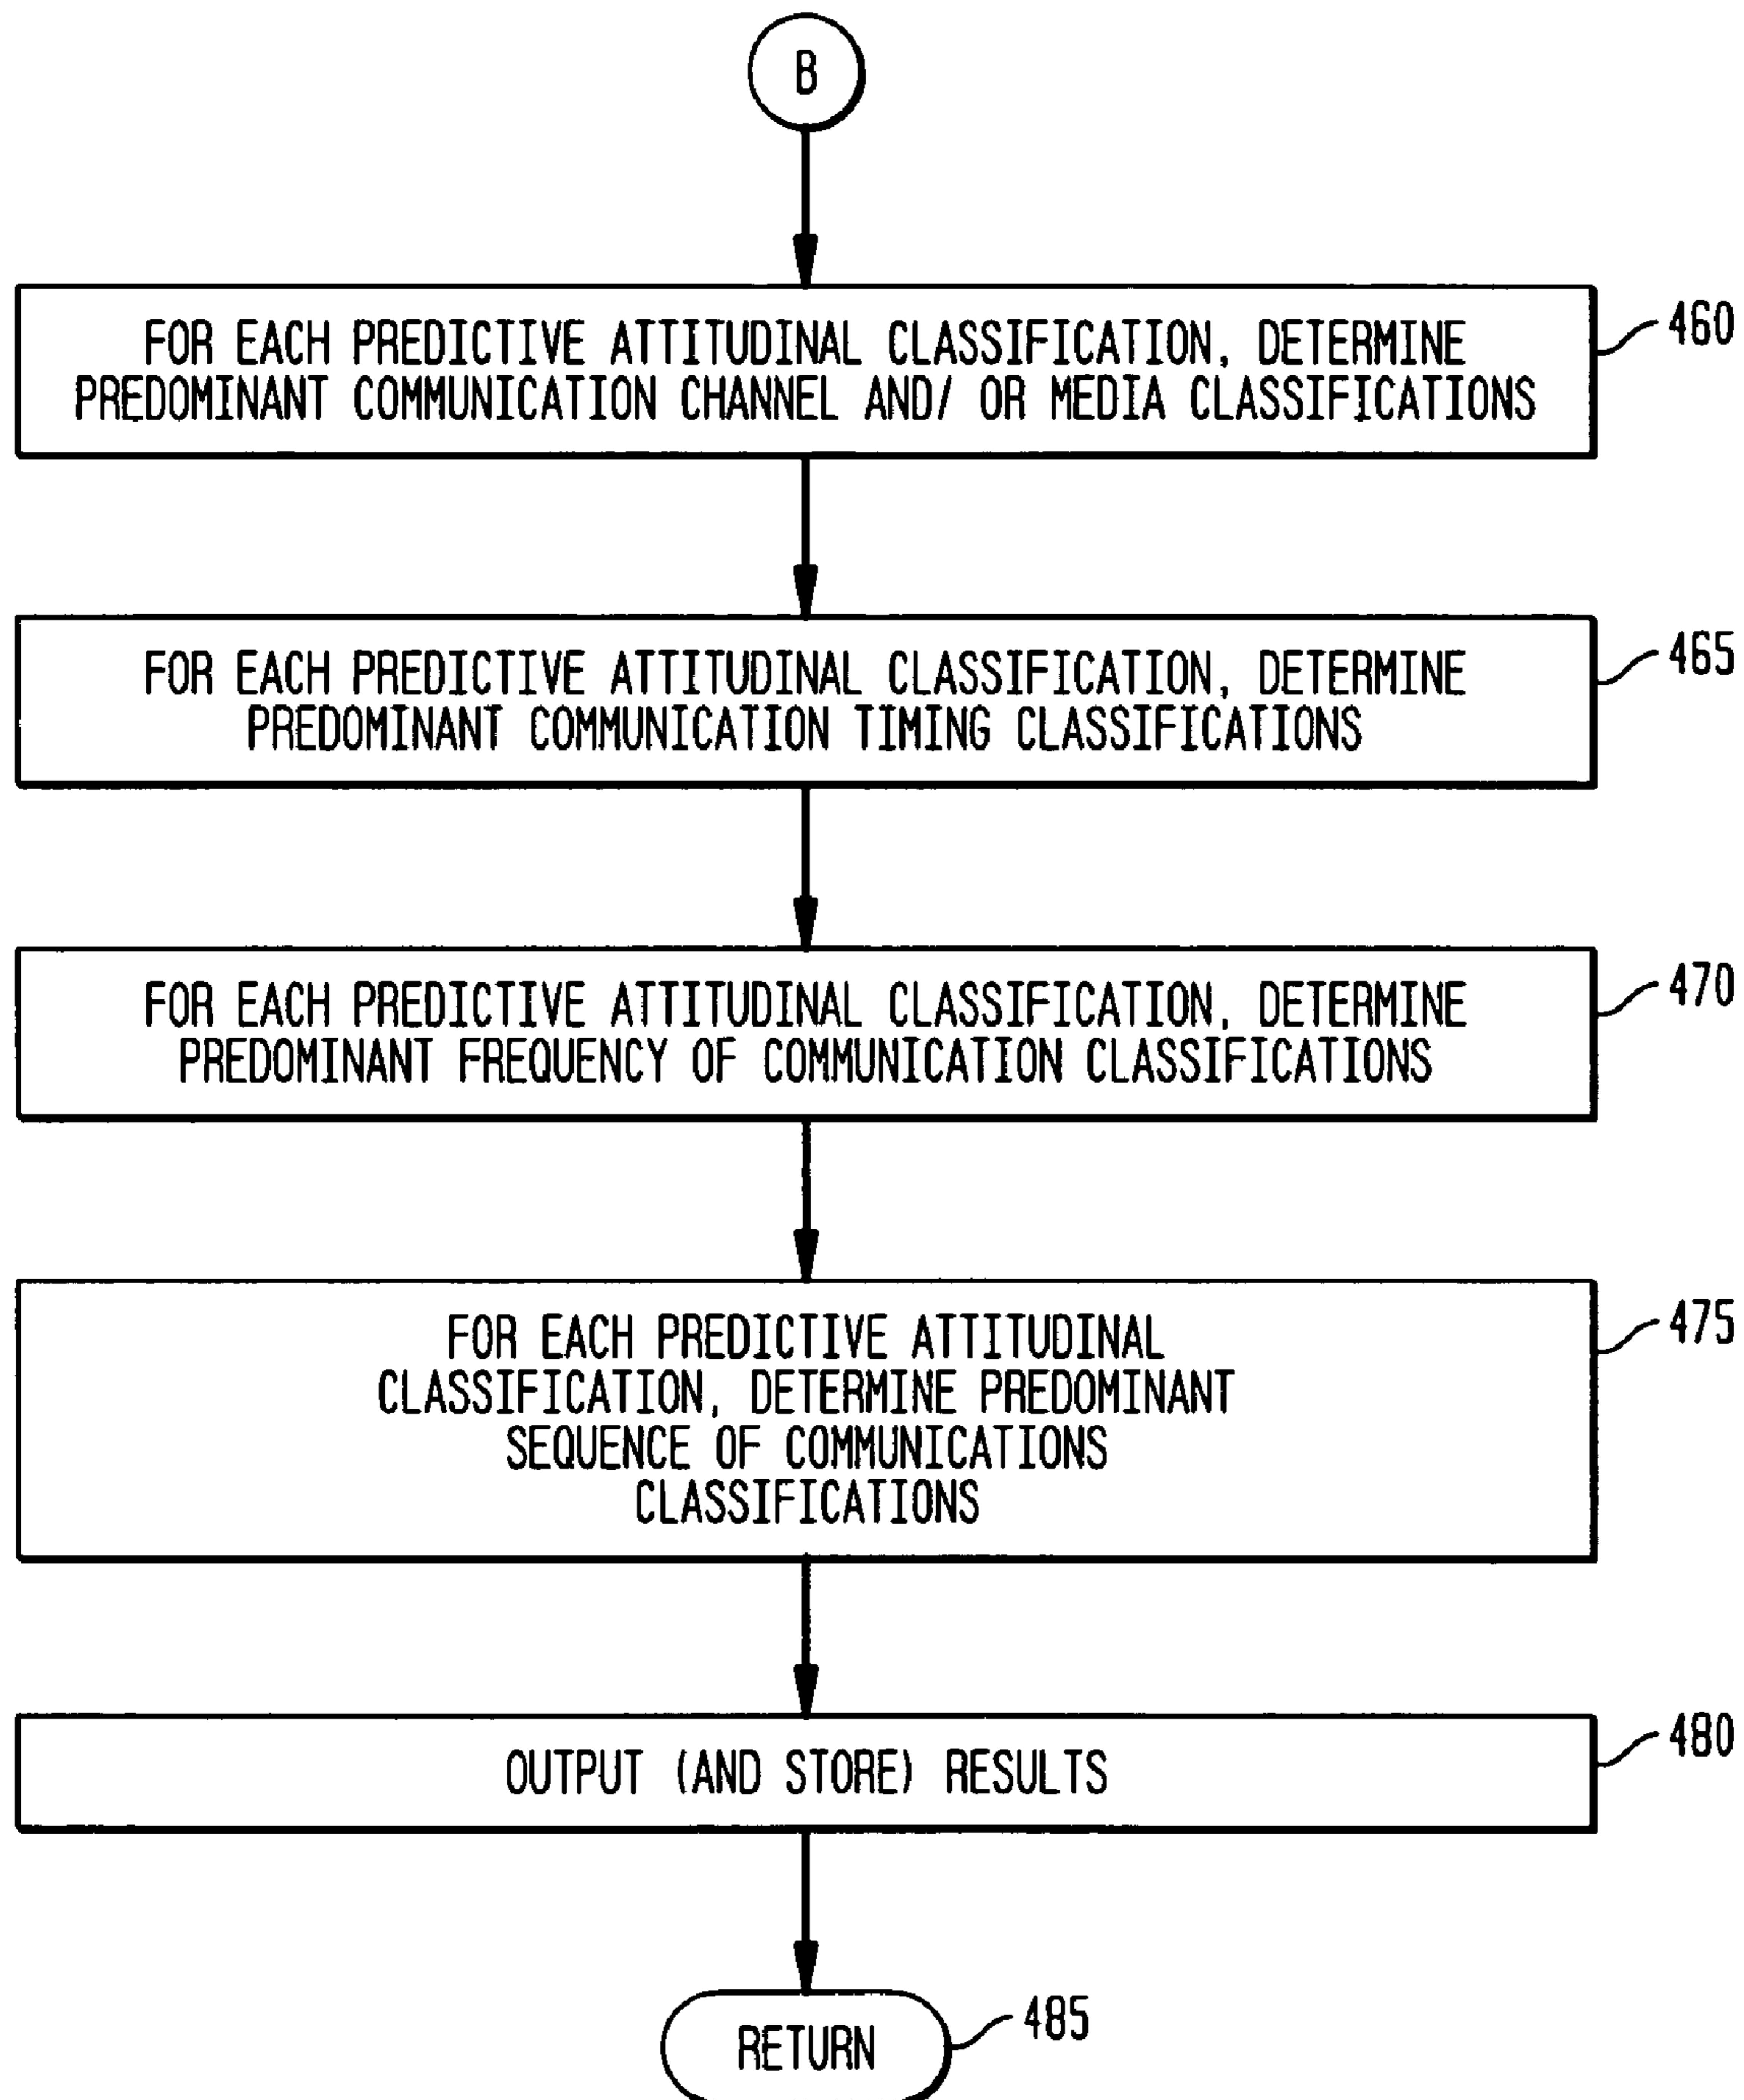 B
FOR EACH PREDICTIVE ATTITUDINAL CLASSIFICATION, DETERMINE
PREDOMINANT COMMUNICATION CHANNEL AND/ OR MEDIA CLASSIFICATIONS
460
FOR EACH PREDICTIVE ATTITUDINAL CLASSIFICATION, DETERMINE
PREDOMINANT COMMUNICATION TIMING CLASSIFICATIONS
465
FOR EACH PREDICTIVE ATTITUDINAL CLASSIFICATION, DETERMINE
PREDOMINANT FREQUENCY OF COMMUNICATION CLASSIFICATIONS
470
FOR EACH PREDICTIVE ATTITUDINAL
CLASSIFICATION, DETERMINE PREDOMINANT
SEQUENCE OF COMMUNICATIONS
CLASSIFICATIONS
475
OUTPUT (AND STORE) RESULTS
480
RETURN
485